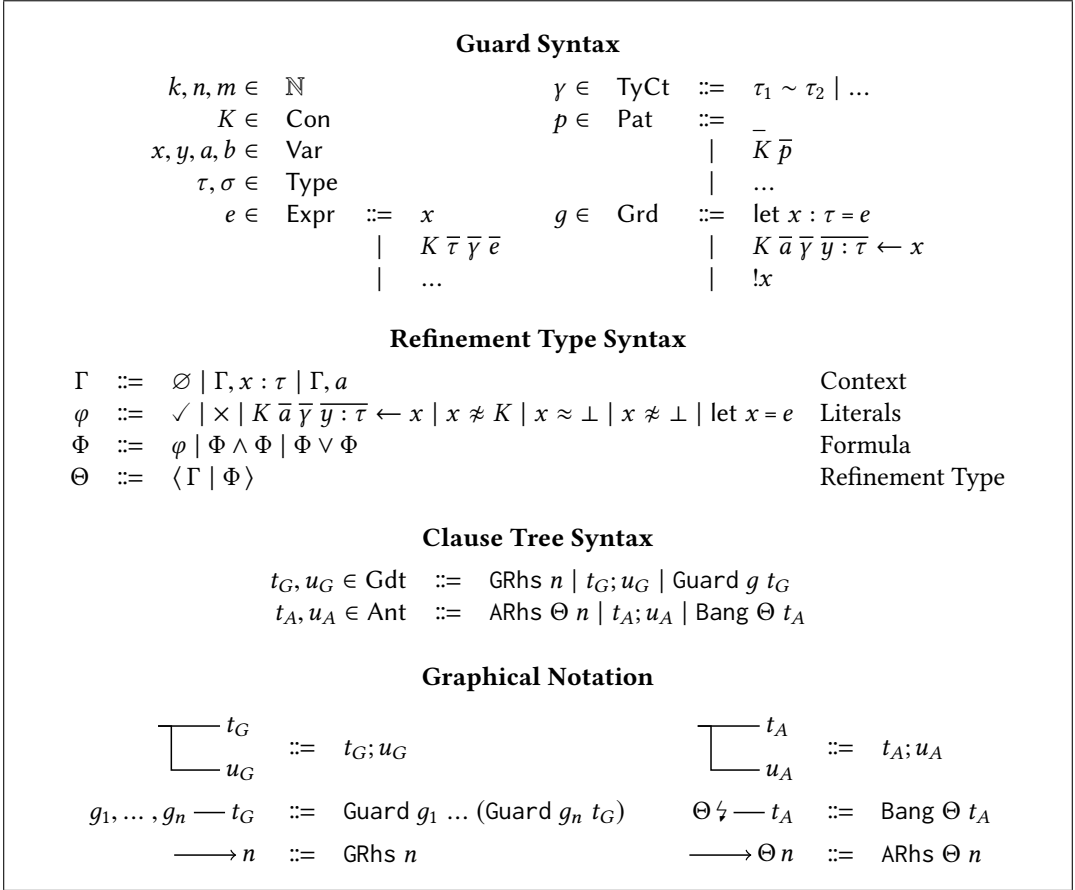 Guard Syntax
k, n, m ∈ ℕ γ ∈ TyCt ::= τ₁ ∼ τ₂ | ...
K ∈ Con p ∈ Pat ::= _
x, y, a, b ∈ Var | K p̅
τ, σ ∈ Type | ...
e ∈ Expr ::= x g ∈ Grd ::= let x : τ = e
| K τ̅ γ̅ e̅ | K a̅ γ̅ y̅ ̅:̅ ̅τ̅ ← x
| ... | !x
Refinement Type Syntax
Γ ::= ∅ | Γ, x : τ | Γ, a Context
φ ::= ✓ | × | K a̅ γ̅ y̅ ̅:̅ ̅τ̅ ← x | x ≉ K | x ≈ ⊥ | x ≉ ⊥ | let x = e Literals
Φ ::= φ | Φ ∧ Φ | Φ ∨ Φ Formula
Θ ::= ⟨ Γ | Φ ⟩ Refinement Type
Clause Tree Syntax
t_G, u_G ∈ Gdt ::= GRhs n | t_G; u_G | Guard g t_G
t_A, u_A ∈ Ant ::= ARhs Θ n | t_A; u_A | Bang Θ t_A
Graphical Notation
t_G t_A
::= t_G; u_G ::= t_A; u_A
u_G u_A
g₁, ... , gₙ — t_G ::= Guard g₁ ... (Guard gₙ t_G) Θ ↯ — t_A ::= Bang Θ t_A
⟶ n ::= GRhs n ⟶ Θ n ::= ARhs Θ n